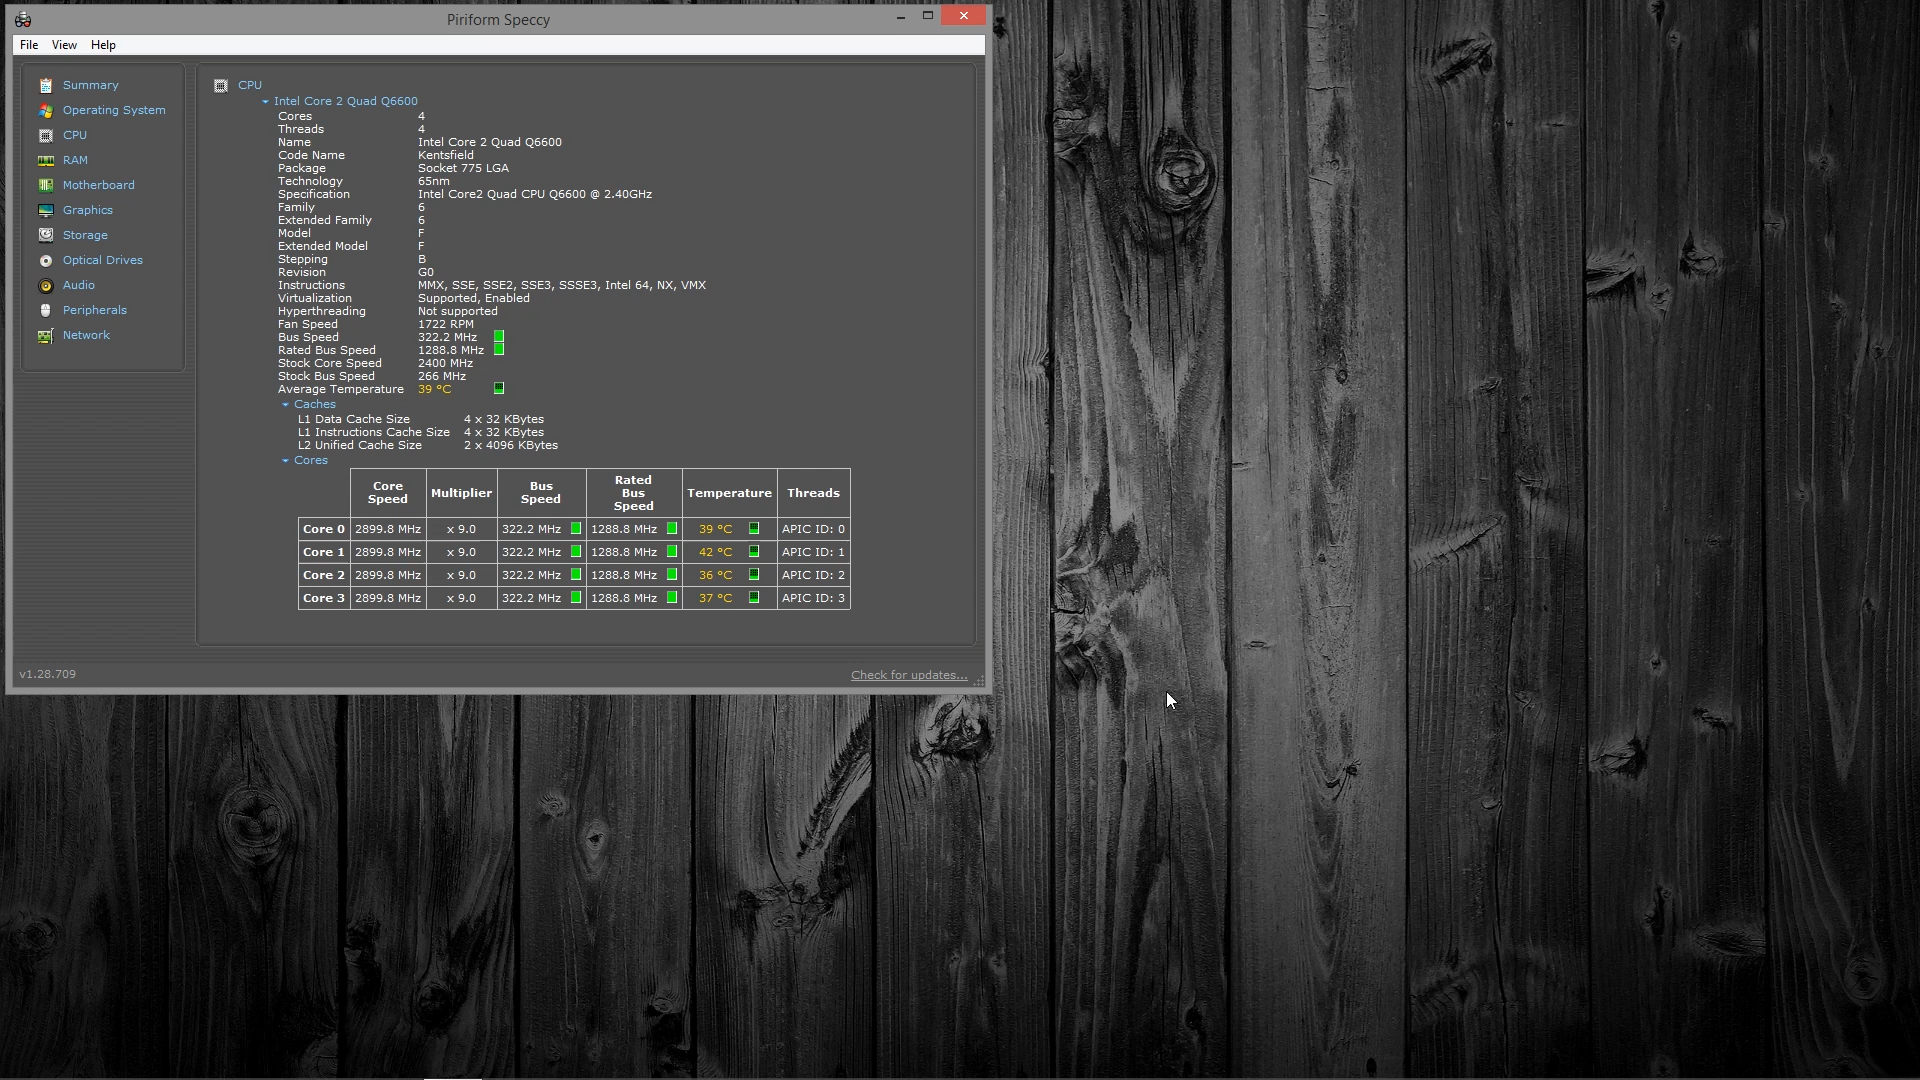 Piriform Speccy
File View Help
Summary
Operating System
CPU
RAM
Motherboard
Graphics
Storage
Optical Drives
Audio
Peripherals
Network
CPU
Intel Core 2 Quad Q6600
Cores 4
Threads 4
Name Intel Core 2 Quad Q6600
Code Name Kentsfield
Package Socket 775 LGA
Technology 65nm
Specification Intel Core2 Quad CPU Q6600 @ 2.40GHz
Family 6
Extended Family 6
Model F
Extended Model F
Stepping B
Revision G0
Instructions MMX, SSE, SSE2, SSE3, SSSE3, Intel 64, NX, VMX
Virtualization Supported, Enabled
Hyperthreading Not supported
Fan Speed 1722 RPM
Bus Speed 322.2 MHz
Rated Bus Speed 1288.8 MHz
Stock Core Speed 2400 MHz
Stock Bus Speed 266 MHz
Average Temperature 39 °C
Caches
L1 Data Cache Size 4 x 32 KBytes
L1 Instructions Cache Size 4 x 32 KBytes
L2 Unified Cache Size 2 x 4096 KBytes
Cores
Core Speed Multiplier Bus Speed Rated Bus Speed Temperature Threads
Core 0 2899.8 MHz x 9.0 322.2 MHz 1288.8 MHz 39 °C APIC ID: 0
Core 1 2899.8 MHz x 9.0 322.2 MHz 1288.8 MHz 42 °C APIC ID: 1
Core 2 2899.8 MHz x 9.0 322.2 MHz 1288.8 MHz 36 °C APIC ID: 2
Core 3 2899.8 MHz x 9.0 322.2 MHz 1288.8 MHz 37 °C APIC ID: 3
v1.28.709
Check for updates...